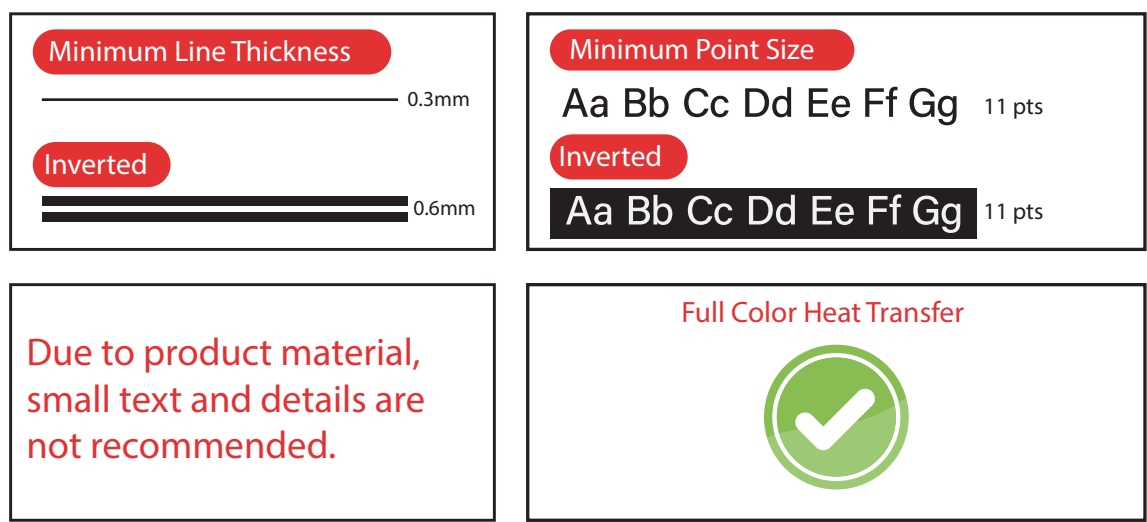 Minimum Line Thickness
0.3mm
Inverted
0.6mm
Minimum Point Size
Aa Bb Cc Dd Ee Ff Gg 11 pts
Inverted
Aa Bb Cc Dd Ee Ff Gg 11 pts
Due to product material,
small text and details are
not recommended.
Full Color Heat Transfer